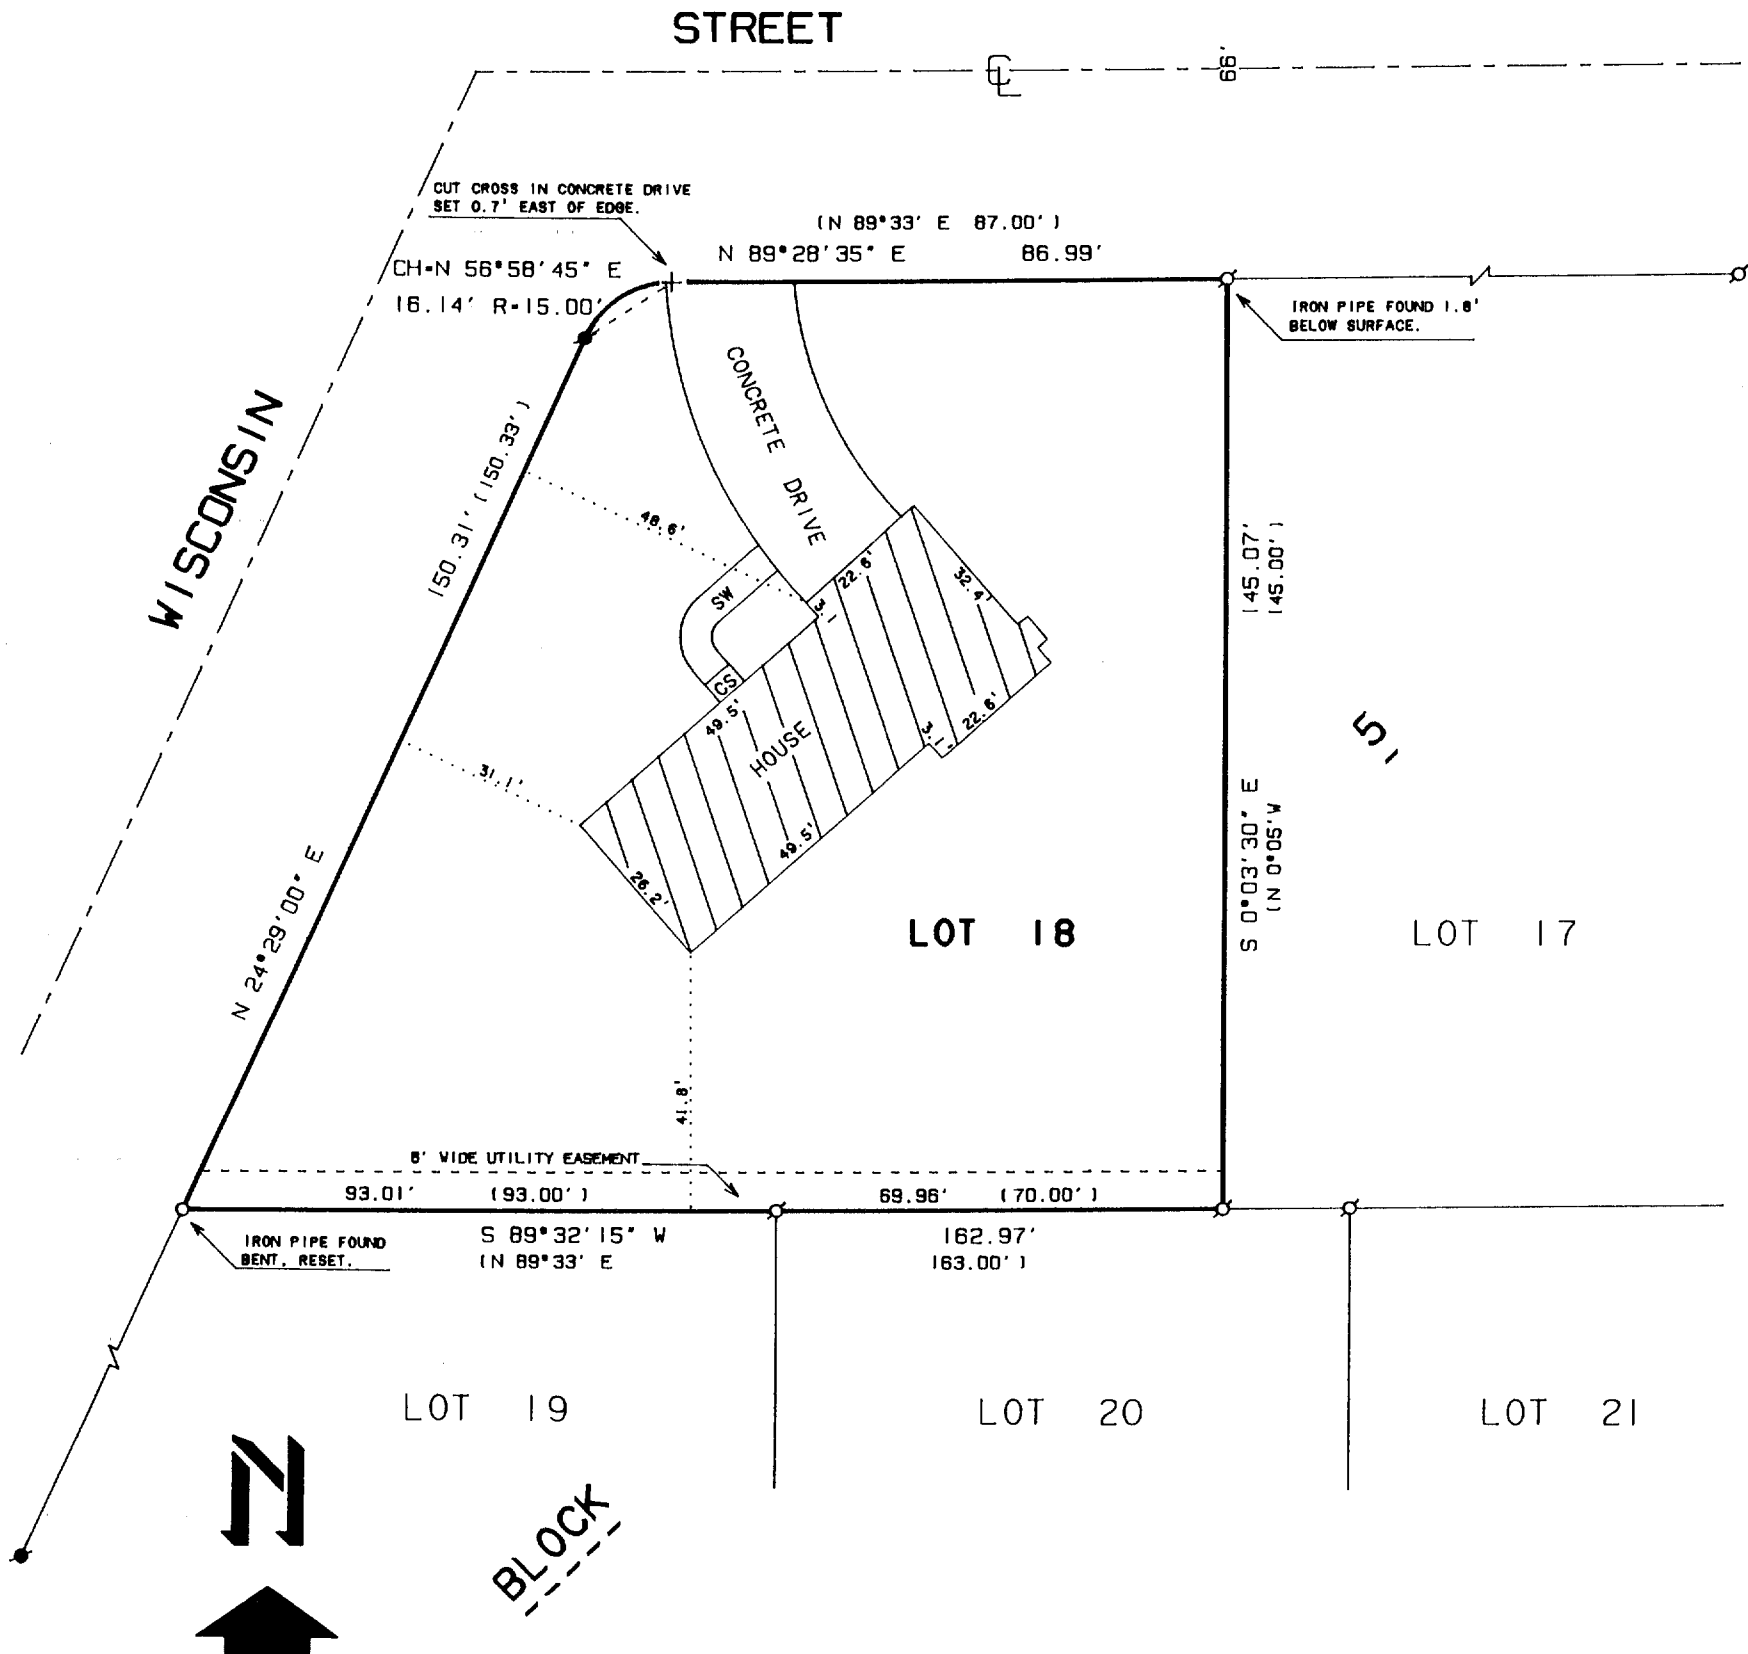 STREET
CL
66'
CUT CROSS IN CONCRETE DRIVE
SET 0.7' EAST OF EDGE.
(N 89°33' E 87.00')
N 89°28'35" E 86.99'
CH=N 56°58'45" E
16.14' R=15.00'
IRON PIPE FOUND 1.8'
BELOW SURFACE.
CONCRETE DRIVE
WISCONSIN
150.31' (150.33')
N 24°29'00" E
48.6'
SW
CS
3.1
22.6'
32.4'
145.07'
145.00')
49.5'
HOUSE
3.1'
22.6'
5
31.1'
49.5'
26.2'
S 0°03'30" E
(N 0°05'W
LOT 18
LOT 17
41.8'
6' WIDE UTILITY EASEMENT
93.01' (93.00')
69.96' (70.00')
S 89°32'15" W 162.97'
(N 89°33' E 163.00')
IRON PIPE FOUND
BENT, RESET.
LOT 19
LOT 20
LOT 21
N
BLOCK